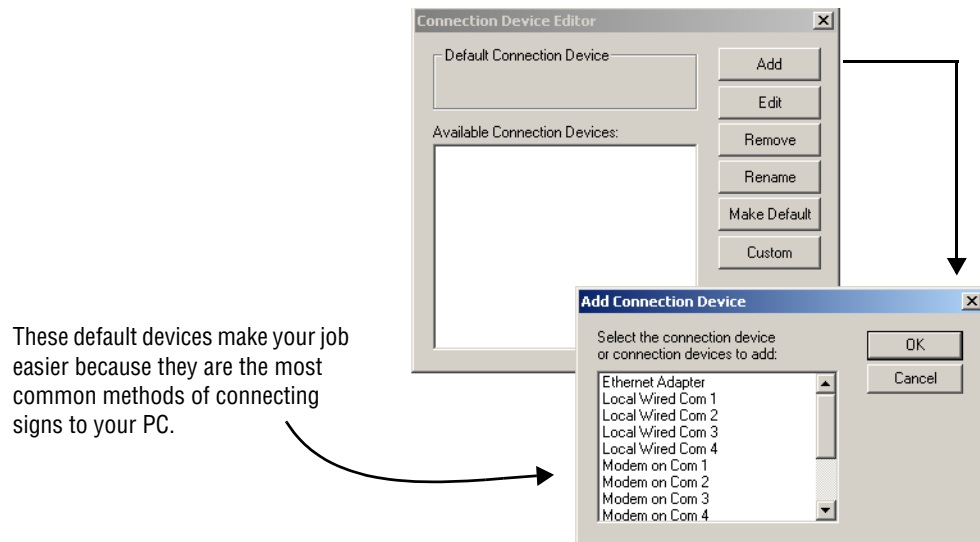 Connection Device Editor
Default Connection Device
Add
Edit
Available Connection Devices:
Remove
Rename
Make Default
Custom
Add Connection Device
Select the connection device
or connection devices to add:
OK
Cancel
Ethernet Adapter
Local Wired Com 1
Local Wired Com 2
Local Wired Com 3
Local Wired Com 4
Modem on Com 1
Modem on Com 2
Modem on Com 3
Modem on Com 4
These default devices make your job
easier because they are the most
common methods of connecting
signs to your PC.